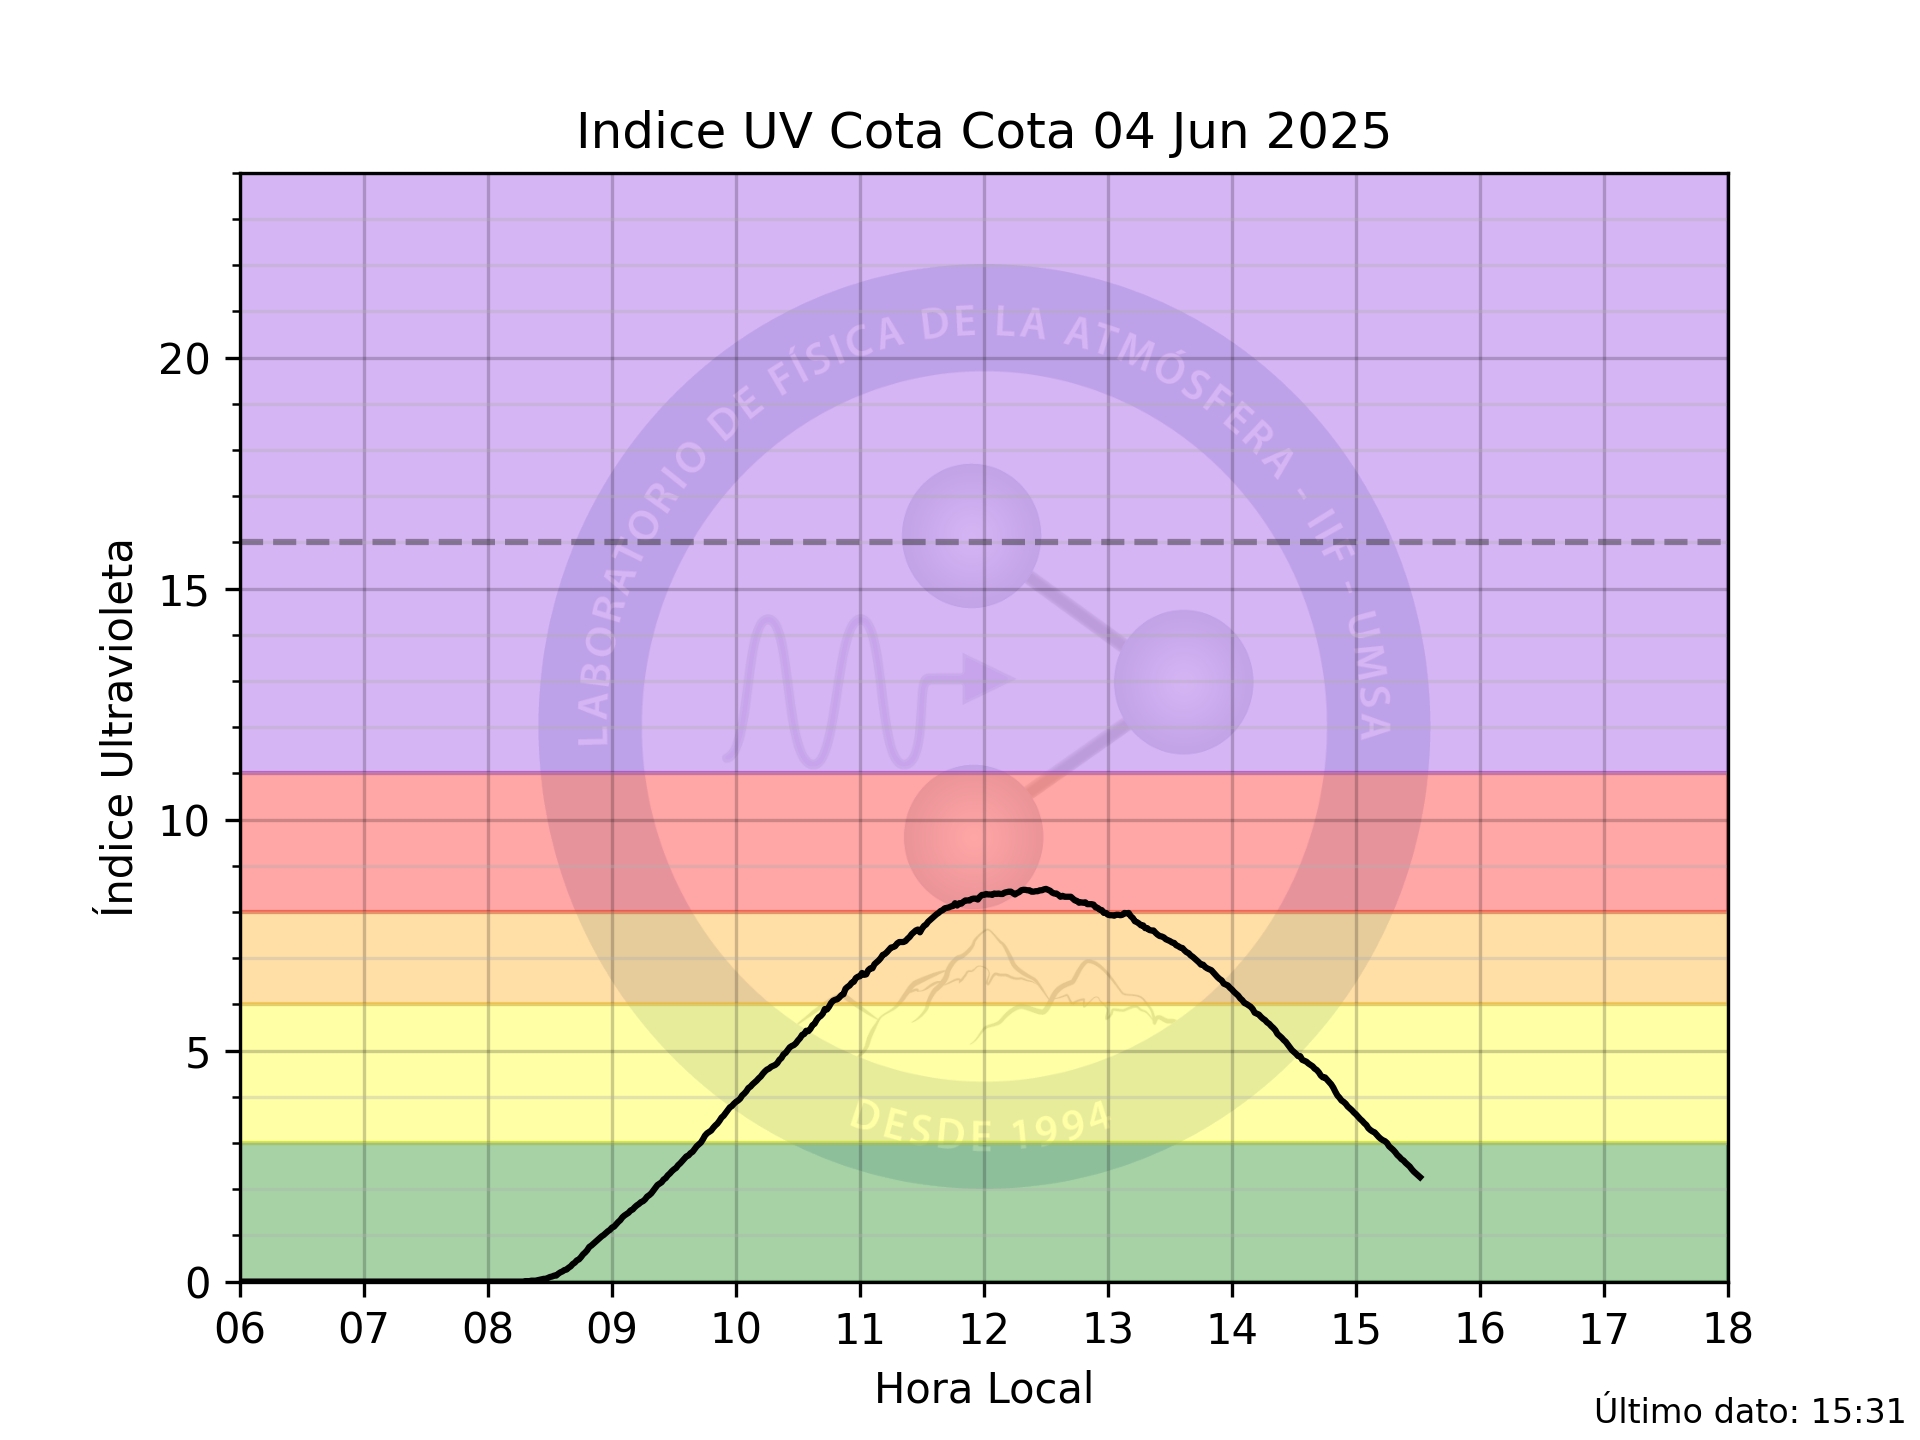 Indice UV Cota Cota 04 Jun 2025
Índice Ultravioleta
20
15
10
5
0
LABORATORIO DE FÍSICA DE LA ATMÓSFERA - IIF - UMSA
DESDE 1994
06 07 08 09 10 11 12 13 14 15 16 17 18
Hora Local
Último dato: 15:31